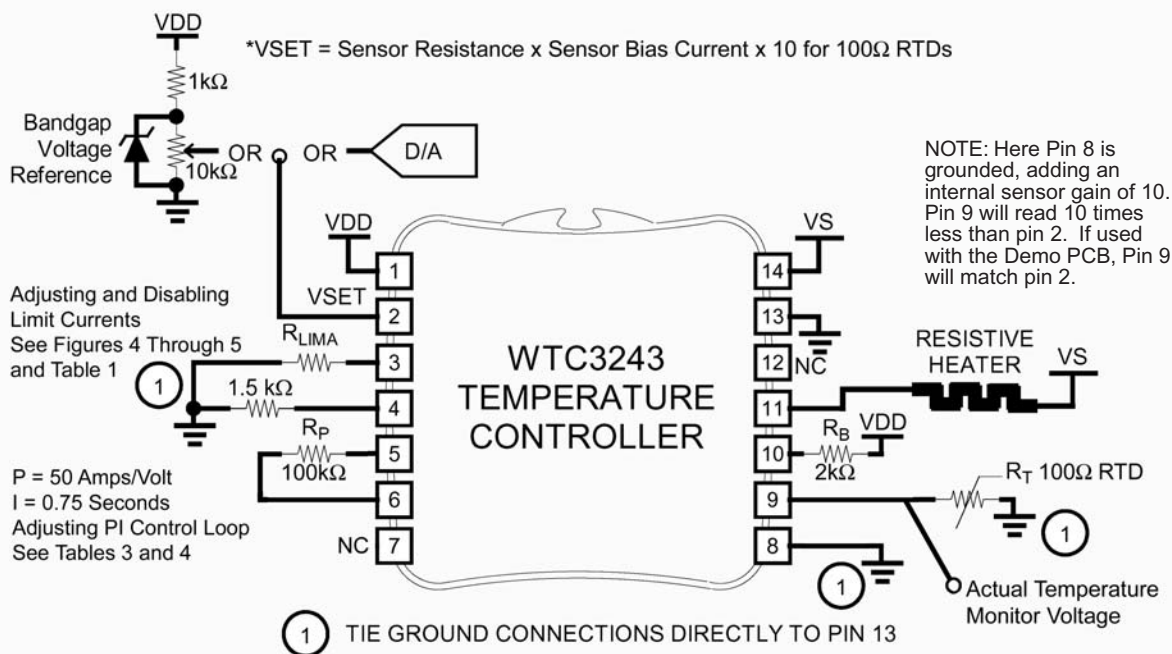 VDD
*VSET = Sensor Resistance x Sensor Bias Current x 10 for 100Ω RTDs
1kΩ
Bandgap
Voltage
Reference
10kΩ
OR
OR
D/A
NOTE: Here Pin 8 is
grounded, adding an
internal sensor gain of 10.
Pin 9 will read 10 times
less than pin 2. If used
with the Demo PCB, Pin 9
will match pin 2.
VDD
VS
1
14
Adjusting and Disabling
Limit Currents
See Figures 4 Through 5
and Table 1
VSET
2
13
RLIMA
3
12
NC
WTC3243
TEMPERATURE
CONTROLLER
RESISTIVE
HEATER
VS
1
1.5 kΩ
4
11
RP
100kΩ
5
10
RB
2kΩ
VDD
P = 50 Amps/Volt
I = 0.75 Seconds
Adjusting PI Control Loop
See Tables 3 and 4
6
9
RT 100Ω RTD
1
NC
7
8
1
Actual Temperature
Monitor Voltage
1 TIE GROUND CONNECTIONS DIRECTLY TO PIN 13